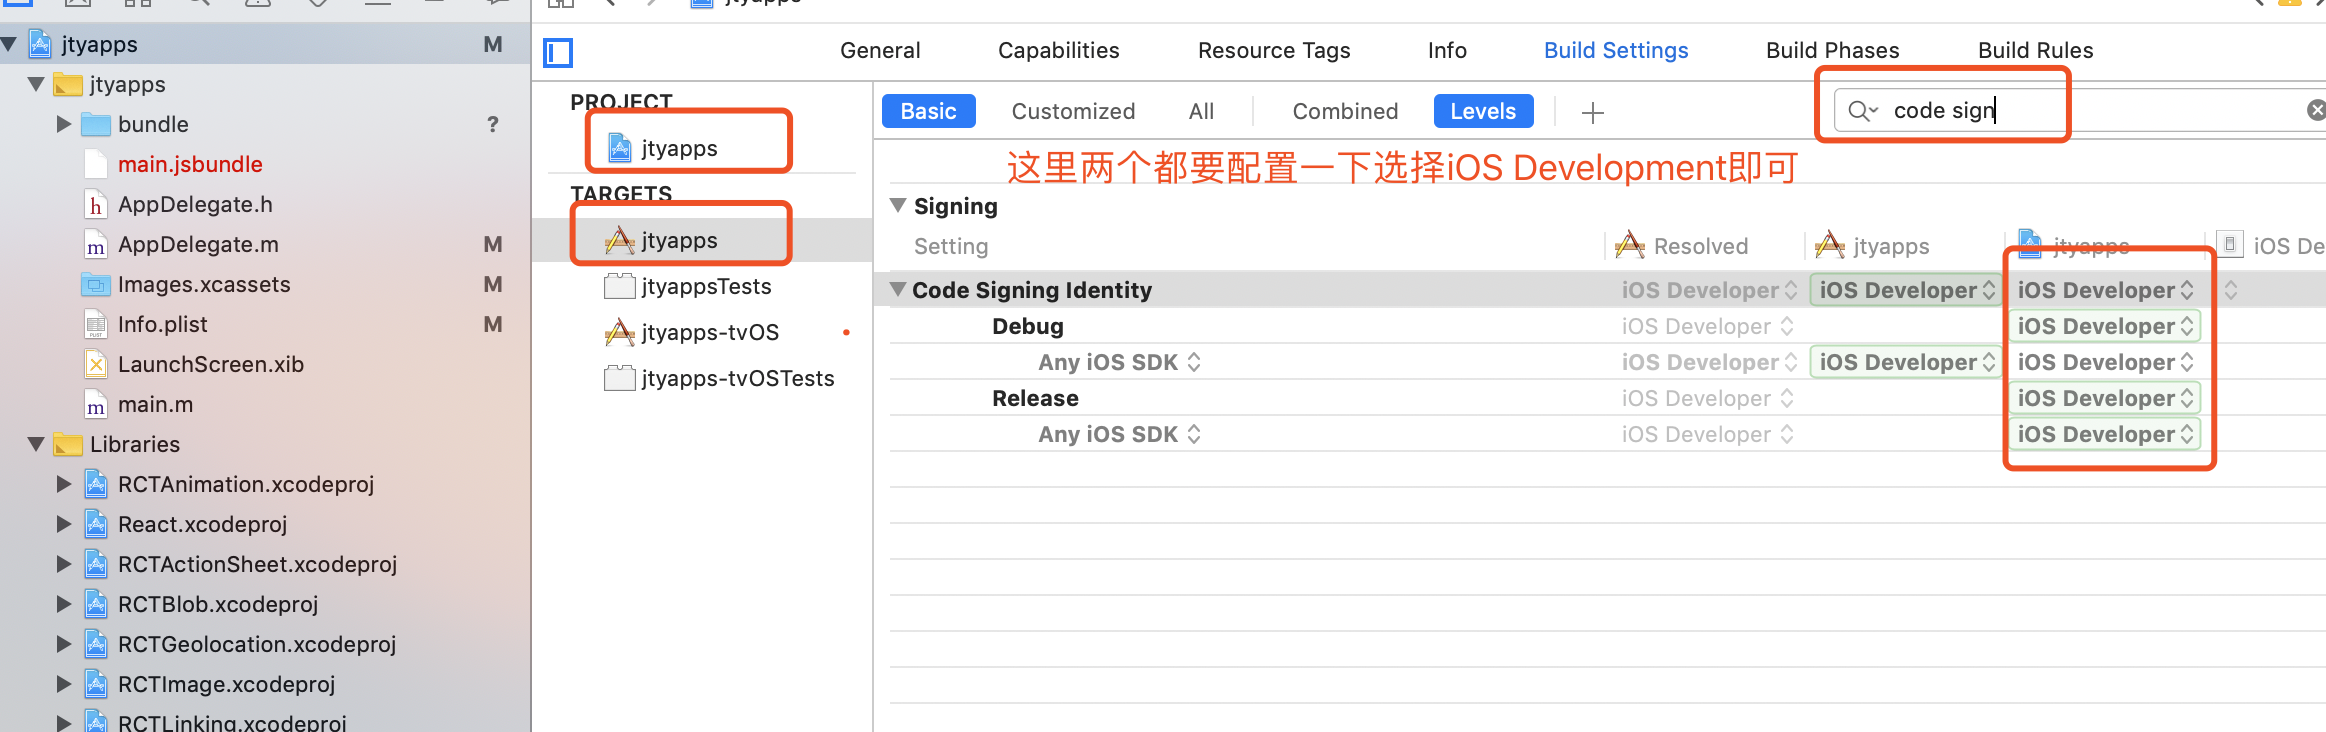 jtyapps M
jtyapps
bundle ?
main.jsbundle
AppDelegate.h
AppDelegate.m M
Images.xcassets M
Info.plist M
LaunchScreen.xib
main.m
Libraries
RCTAnimation.xcodeproj
React.xcodeproj
RCTActionSheet.xcodeproj
RCTBlob.xcodeproj
RCTGeolocation.xcodeproj
RCTImage.xcodeproj
RCTLinking.xcodeproj
jtyapps
General Capabilities Resource Tags Info Build Settings Build Phases Build Rules
PROJECT
jtyapps
TARGETS
jtyapps
jtyappsTests
jtyapps-tvOS
jtyapps-tvOSTests
Basic Customized All Combined Levels + code sign
这里两个都要配置一下选择iOS Development即可
Signing
Setting Resolved jtyapps jtyapps iOS De
Code Signing Identity iOS Developer iOS Developer iOS Developer
Debug iOS Developer iOS Developer
Any iOS SDK iOS Developer iOS Developer iOS Developer
Release iOS Developer iOS Developer
Any iOS SDK iOS Developer iOS Developer